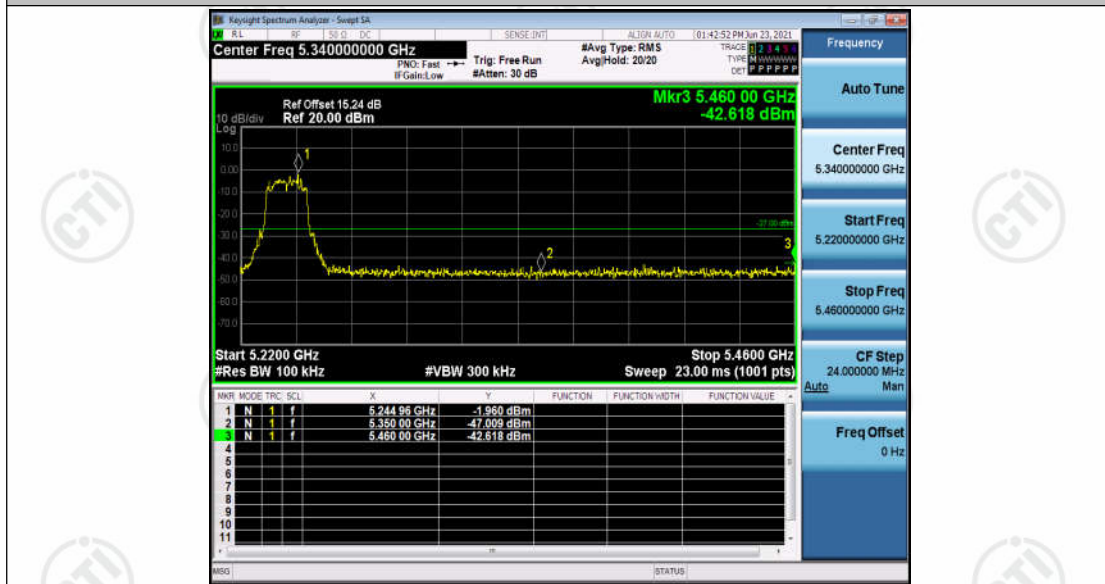 Keysight Spectrum Analyzer - Swept SA
RL RF 50 Ω DC SENSE:INT ALIGN AUTO 01:42:52 PM Jun 23, 2021
Center Freq 5.340000000 GHz
PNO: Fast
IFGain:Low
Trig: Free Run
#Atten: 30 dB
#Avg Type: RMS
Avg|Hold: 20/20
TRACE 1 2 3 4 5 6
TYPE M WWWWW
DET P P P P P P
Frequency
Auto Tune
Center Freq
5.340000000 GHz
Start Freq
5.220000000 GHz
Stop Freq
5.460000000 GHz
CF Step
24.000000 MHz
Auto Man
Freq Offset
0 Hz
Mkr3 5.460 00 GHz
-42.618 dBm
Ref Offset 15.24 dB
10 dB/div Ref 20.00 dBm
Log
10.0
0.00
-10.0
-20.0
-30.0
-40.0
-50.0
-60.0
-70.0
1
2
3
-27.00 dBm
Start 5.2200 GHz Stop 5.4600 GHz
#Res BW 100 kHz #VBW 300 kHz Sweep 23.00 ms (1001 pts)
MKR MODE TRC SCL X Y FUNCTION FUNCTION WIDTH FUNCTION VALUE
1 N 1 f 5.244 96 GHz -1.960 dBm
2 N 1 f 5.350 00 GHz -47.009 dBm
3 N 1 f 5.460 00 GHz -42.618 dBm
4
5
6
7
8
9
10
11
MSG STATUS
CTI
CTI